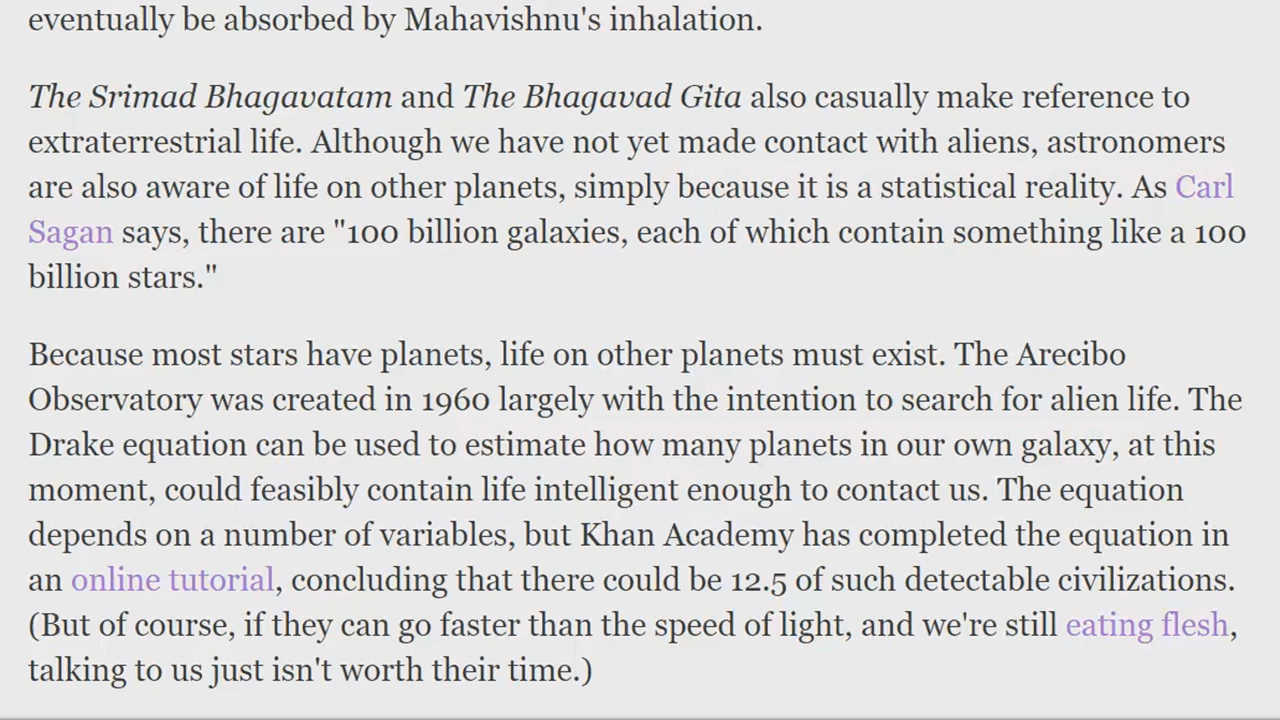 eventually be absorbed by Mahavishnu's inhalation.
The Srimad Bhagavatam and The Bhagavad Gita also casually make reference to
extraterrestrial life. Although we have not yet made contact with aliens, astronomers
are also aware of life on other planets, simply because it is a statistical reality. As Carl
Sagan says, there are "100 billion galaxies, each of which contain something like a 100
billion stars."
Because most stars have planets, life on other planets must exist. The Arecibo
Observatory was created in 1960 largely with the intention to search for alien life. The
Drake equation can be used to estimate how many planets in our own galaxy, at this
moment, could feasibly contain life intelligent enough to contact us. The equation
depends on a number of variables, but Khan Academy has completed the equation in
an online tutorial, concluding that there could be 12.5 of such detectable civilizations.
(But of course, if they can go faster than the speed of light, and we're still eating flesh,
talking to us just isn't worth their time.)